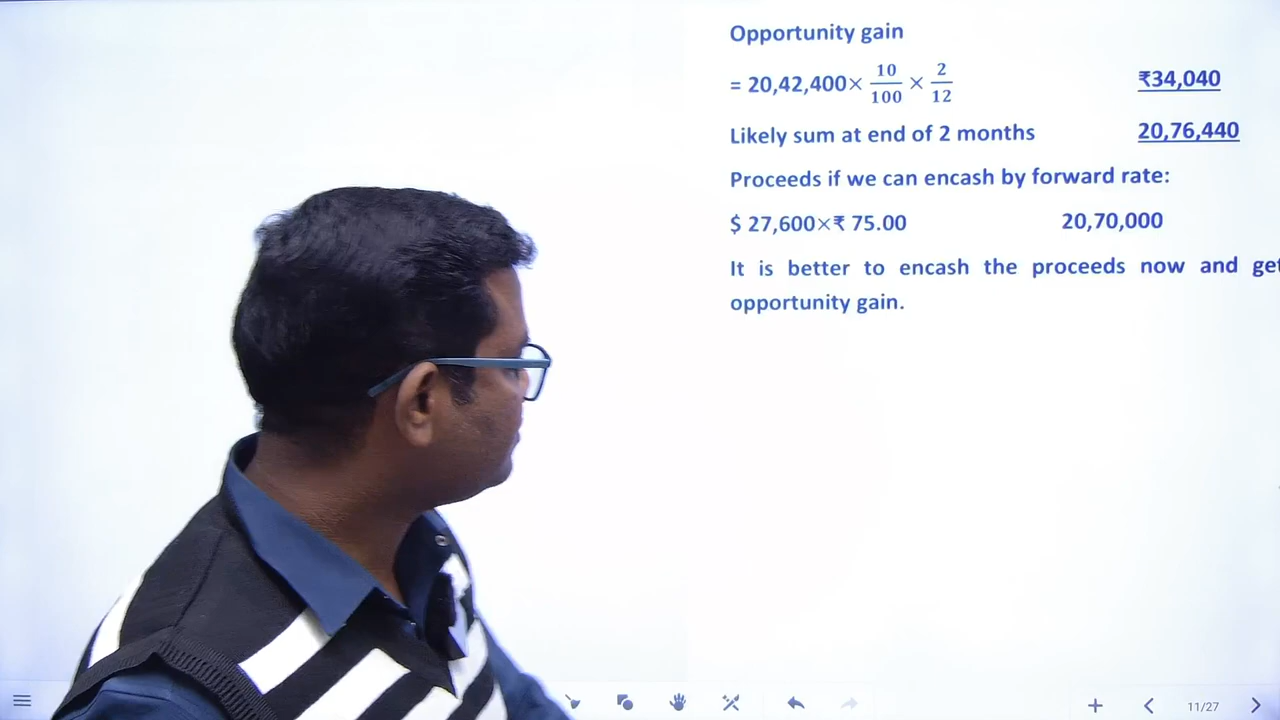 Opportunity gain
= 20,42,400× 10/100 × 2/12 ₹34,040
Likely sum at end of 2 months 20,76,440
Proceeds if we can encash by forward rate:
$ 27,600×₹ 75.00 20,70,000
It is better to encash the proceeds now and get
opportunity gain.
11/27